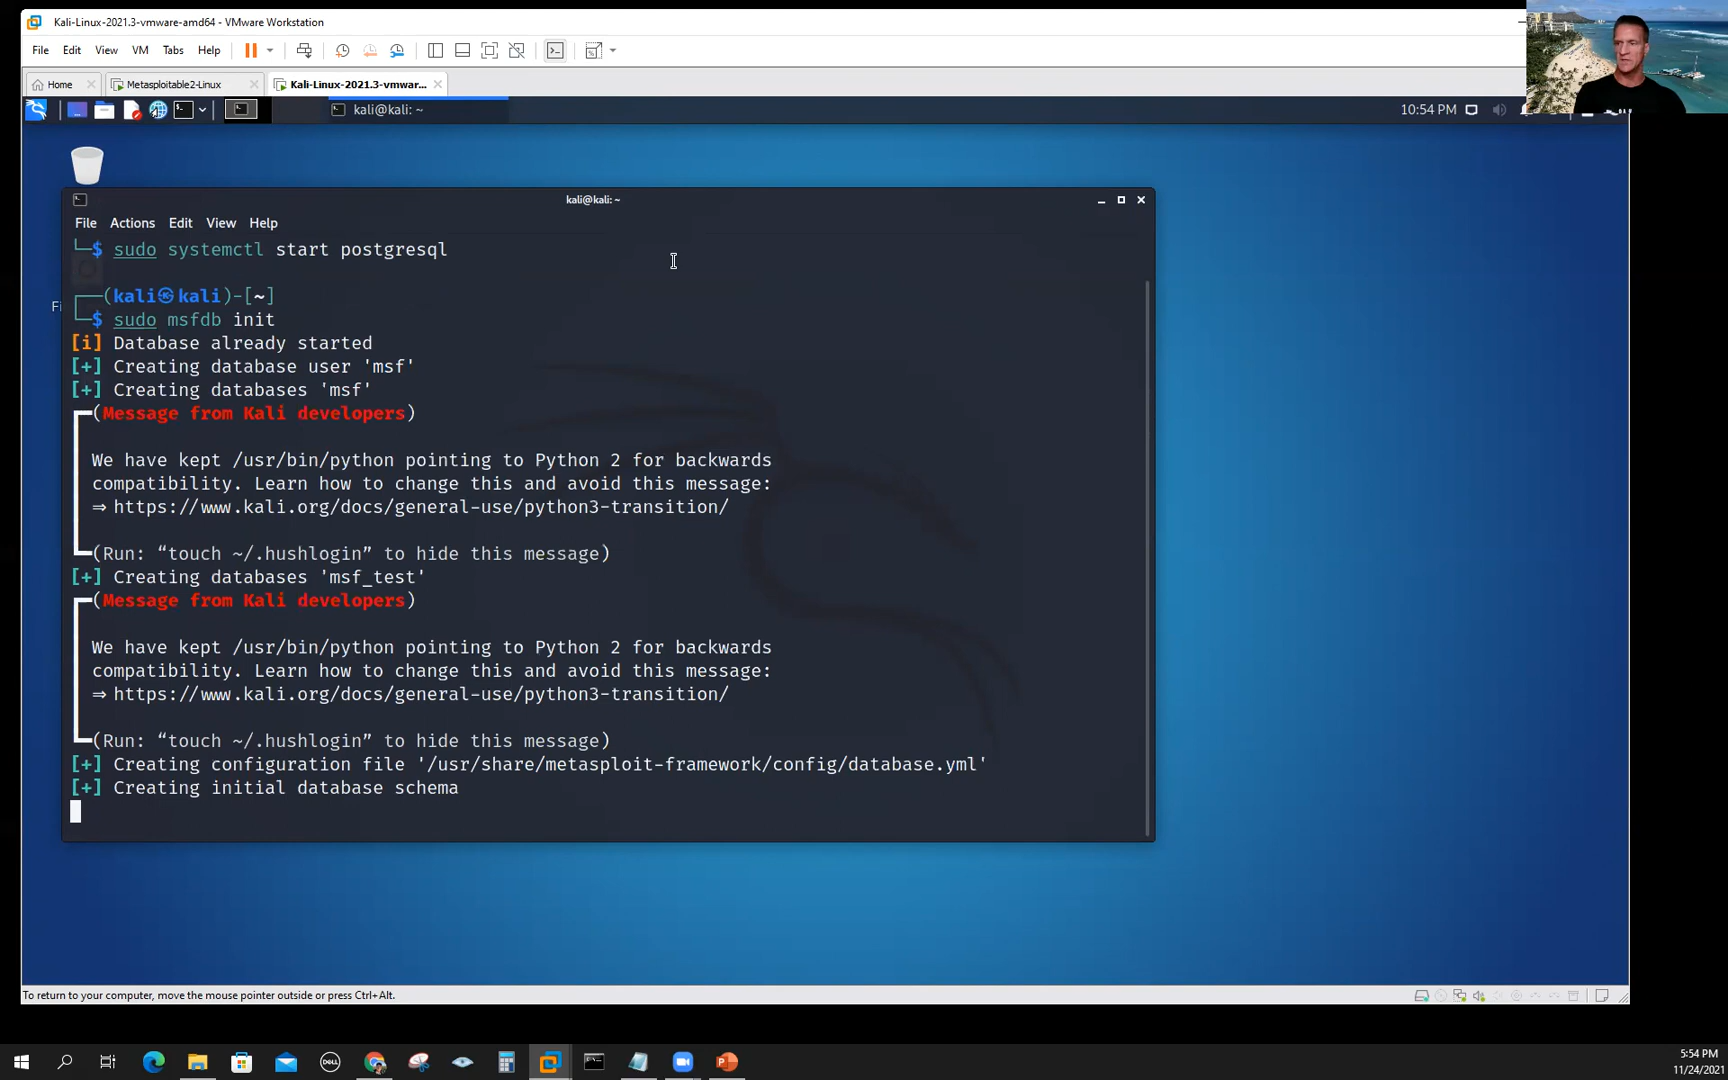 Kali-Linux-2021.3-vmware-amd64 - VMware Workstation
File Edit View VM Tabs Help
Home Metasploitable2-Linux Kali-Linux-2021.3-vmwar...
kali@kali: ~ 10:54 PM
kali@kali: ~
File Actions Edit View Help
└─$ sudo systemctl start postgresql
┌──(kali㉿kali)-[~]
└─$ sudo msfdb init
[i] Database already started
[+] Creating database user 'msf'
[+] Creating databases 'msf'
┏━(Message from Kali developers)
We have kept /usr/bin/python pointing to Python 2 for backwards
compatibility. Learn how to change this and avoid this message:
⇒ https://www.kali.org/docs/general-use/python3-transition/
┗━(Run: “touch ~/.hushlogin” to hide this message)
[+] Creating databases 'msf_test'
┏━(Message from Kali developers)
We have kept /usr/bin/python pointing to Python 2 for backwards
compatibility. Learn how to change this and avoid this message:
⇒ https://www.kali.org/docs/general-use/python3-transition/
┗━(Run: “touch ~/.hushlogin” to hide this message)
[+] Creating configuration file '/usr/share/metasploit-framework/config/database.yml'
[+] Creating initial database schema
To return to your computer, move the mouse pointer outside or press Ctrl+Alt.
DELL
5:54 PM
11/24/2021